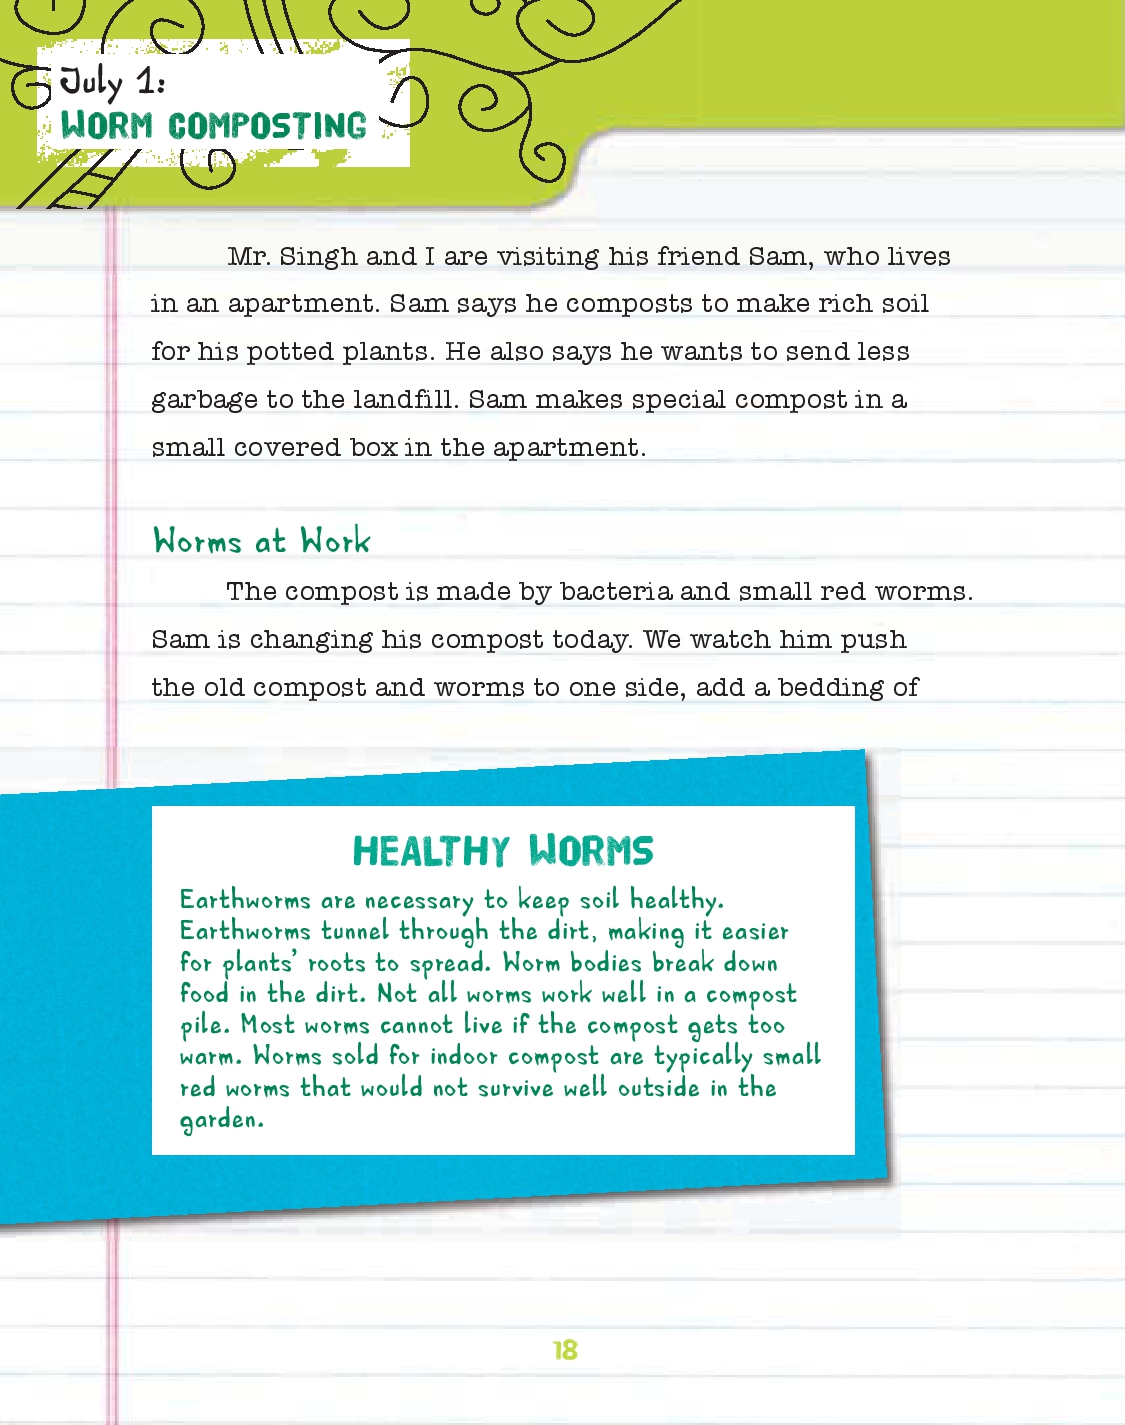 July 1:
WORM COMPOSTING
Mr. Singh and I are visiting his friend Sam, who lives
in an apartment. Sam says he composts to make rich soil
for his potted plants. He also says he wants to send less
garbage to the landfill. Sam makes special compost in a
small covered box in the apartment.
Worms at Work
The compost is made by bacteria and small red worms.
Sam is changing his compost today. We watch him push
the old compost and worms to one side, add a bedding of
HEALTHY WORMS
Earthworms are necessary to keep soil healthy.
Earthworms tunnel through the dirt, making it easier
for plants' roots to spread. Worm bodies break down
food in the dirt. Not all worms work well in a compost
pile. Most worms cannot live if the compost gets too
warm. Worms sold for indoor compost are typically small
red worms that would not survive well outside in the
garden.
18